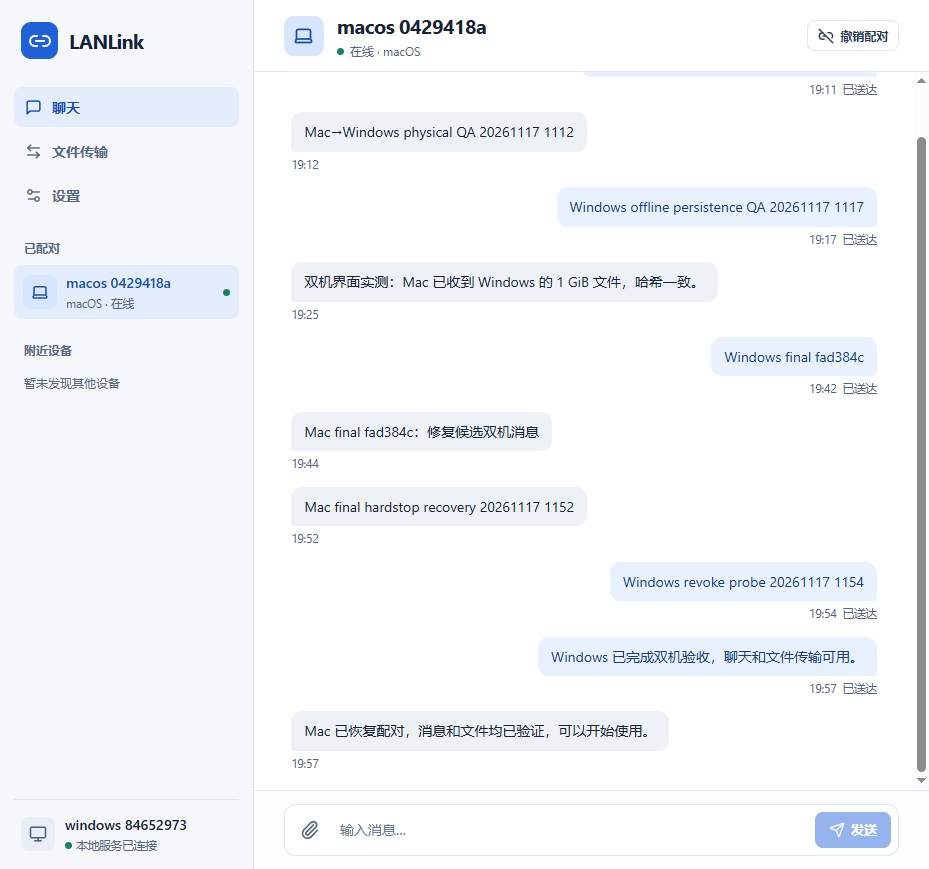 LANLink
聊天
文件传输
设置
已配对
macos 0429418a
macOS · 在线
附近设备
暂未发现其他设备
windows 84652973
本地服务已连接
macos 0429418a
在线 · macOS
撤销配对
19:11 已送达
Mac→Windows physical QA 20261117 1112
19:12
Windows offline persistence QA 20261117 1117
19:17 已送达
双机界面实测：Mac 已收到 Windows 的 1 GiB 文件，哈希一致。
19:25
Windows final fad384c
19:42 已送达
Mac final fad384c：修复候选双机消息
19:44
Mac final hardstop recovery 20261117 1152
19:52
Windows revoke probe 20261117 1154
19:54 已送达
Windows 已完成双机验收，聊天和文件传输可用。
19:57 已送达
Mac 已恢复配对，消息和文件均已验证，可以开始使用。
19:57
输入消息...
发送